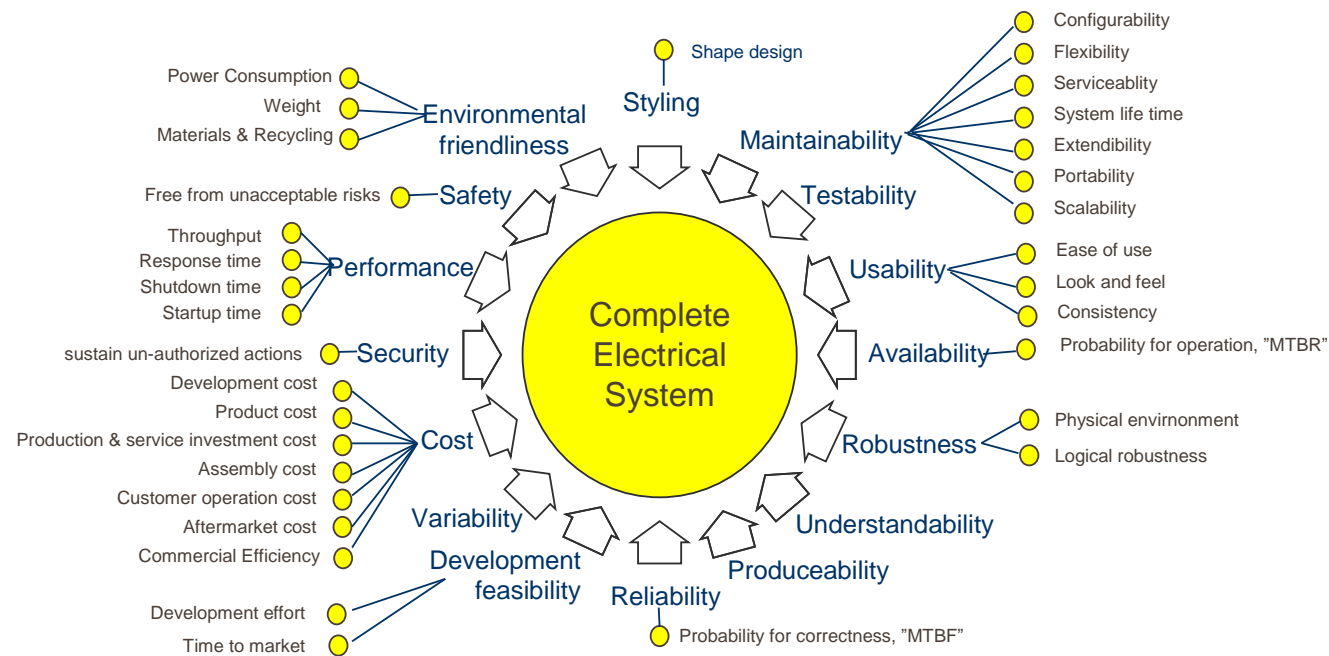 Configurability
Flexibility
Serviceablity
System life time
Extendibility
Portability
Scalability
Shape design
Styling
Maintainability
Testability
Power Consumption
Weight
Materials & Recycling
Environmental
friendliness
Free from unacceptable risks
Safety
Throughput
Response time
Shutdown time
Startup time
Performance
Usability
Ease of use
Look and feel
Consistency
Complete
Electrical
System
sustain un-authorized actions
Security
Availability
Probability for operation, ”MTBR”
Development cost
Product cost
Production & service investment cost
Assembly cost
Customer operation cost
Aftermarket cost
Commercial Efficiency
Cost
Robustness
Physical envirnonment
Logical robustness
Variability
Understandability
Development
feasibility
Produceability
Reliability
Development effort
Time to market
Probability for correctness, ”MTBF”